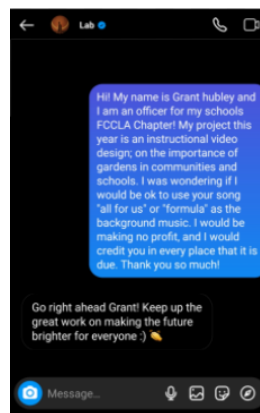 Lab
Hi! My name is Grant hubley and
I am an officer for my schools
FCCLA Chapter! My project this
year is an instructional video
design; on the importance of
gardens in communities and
schools. I was wondering if I
would be ok to use your song
"all for us" or "formula" as the
background music. I would be
making no profit, and I would
credit you in every place that it is
due. Thank you so much!
Go right ahead Grant! Keep up the
great work on making the future
brighter for everyone :)
Message...